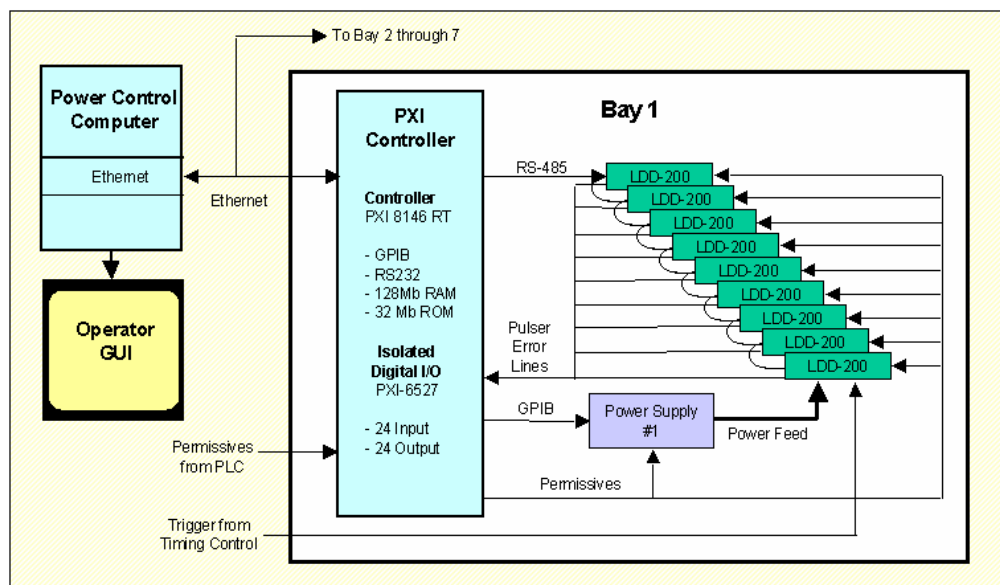 To Bay 2 through 7
Power Control
Computer
Ethernet
Ethernet
Operator
GUI
Permissives
from PLC
Trigger from
Timing Control
PXI
Controller
Controller
PXI 8146 RT
- GPIB
- RS232
- 128Mb RAM
- 32 Mb ROM
Isolated
Digital I/O
PXI-6527
- 24 Input
- 24 Output
Bay 1
RS-485
LDD-200
LDD-200
LDD-200
LDD-200
LDD-200
LDD-200
LDD-200
LDD-200
LDD-200
Pulser
Error
Lines
GPIB
Power Supply
#1
Power Feed
Permissives